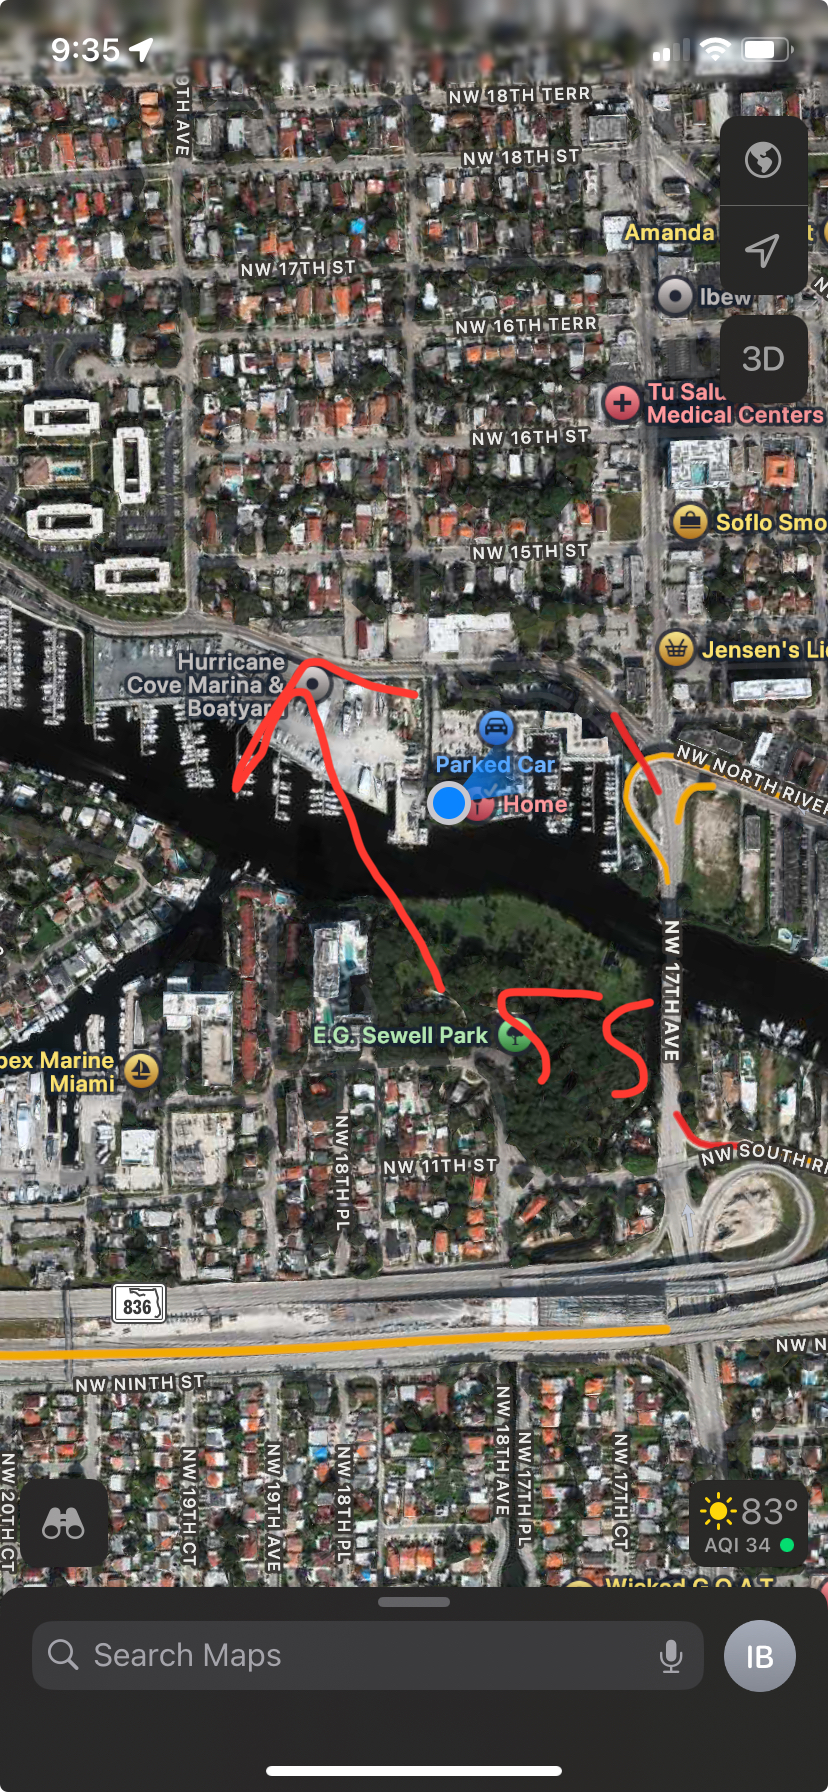 9:35
9TH AVE
NW 18TH TERR
NW 18TH ST
Amanda
t
NW 17TH ST
Ibew
NW 16TH TERR
3D
Tu Salu
Medical Centers
NW 16TH ST
Soflo Smo
NW 15TH ST
Jensen's Li
Hurricane
Cove Marina &
Boatyard
Parked Car
Home
NW NORTH RIVER
NW 17TH AVE
E.G. Sewell Park
pex Marine
Miami
NW 18TH PL
NW 11TH ST
NW SOUTH RI
836
NW N
NW NINTH ST
NW 20TH CT
NW 19TH CT
NW 19TH AVE
NW 18TH PL
NW 18TH AVE
NW 17TH PL
NW 17TH CT
83°
AQI 34
Wicked G.O.A.T
Search Maps
IB